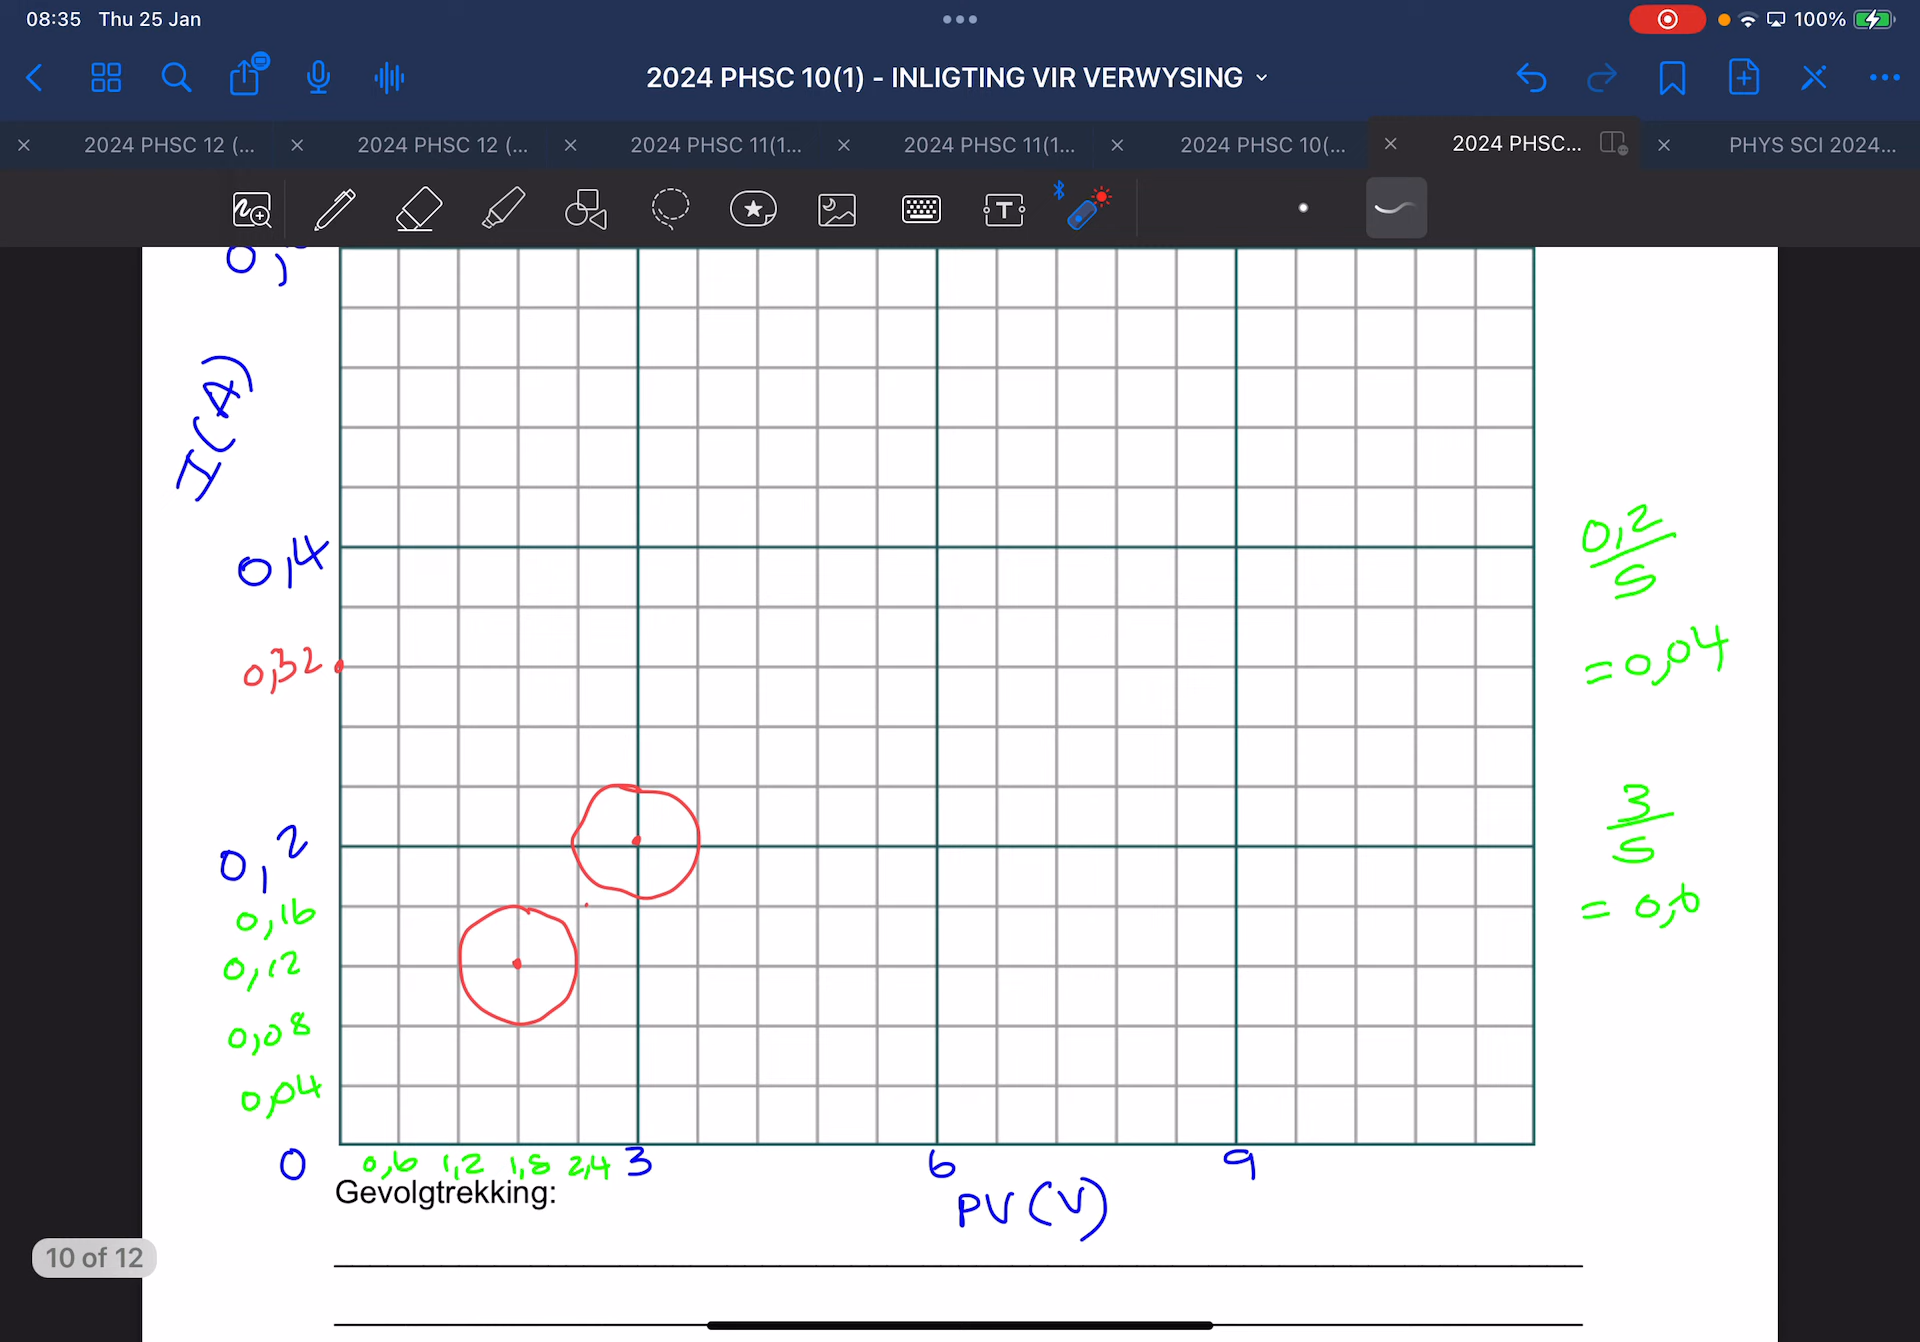 08:35 Thu 25 Jan
100%
2024 PHSC 10(1) - INLIGTING VIR VERWYSING
2024 PHSC 12 (...
2024 PHSC 12 (...
2024 PHSC 11(1...
2024 PHSC 11(1...
2024 PHSC 10(...
2024 PHSC...
PHYS SCI 2024...
T
0,
I(A)
0,4
0,32
0,2
0,16
0,12
0,08
0,04
0
0,6 1,2 1,8 2,4 3 6 9
PV (V)
0,2/5
= 0,04
3/5
= 0,6
Gevolgtrekking:
10 of 12